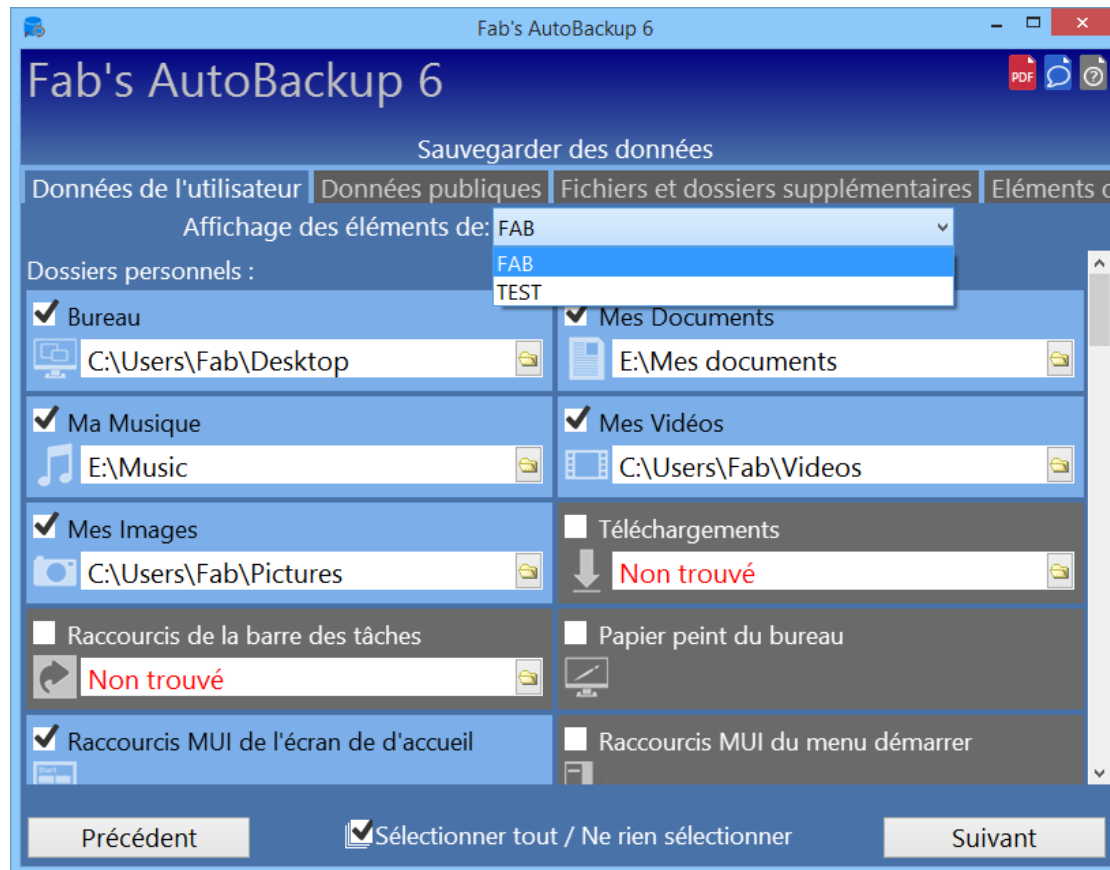 Fab's AutoBackup 6
Fab's AutoBackup 6
PDF
?
Sauvegarder des données
Données de l'utilisateur Données publiques Fichiers et dossiers supplémentaires Eléments
Affichage des éléments de: FAB
FAB
TEST
Dossiers personnels :
Bureau
C:\Users\Fab\Desktop
Mes Documents
E:\Mes documents
Ma Musique
E:\Music
Mes Vidéos
C:\Users\Fab\Videos
Mes Images
C:\Users\Fab\Pictures
Téléchargements
Non trouvé
Raccourcis de la barre des tâches
Non trouvé
Papier peint du bureau
Raccourcis MUI de l'écran de d'accueil
Start
Raccourcis MUI du menu démarrer
Précédent
Sélectionner tout / Ne rien sélectionner
Suivant